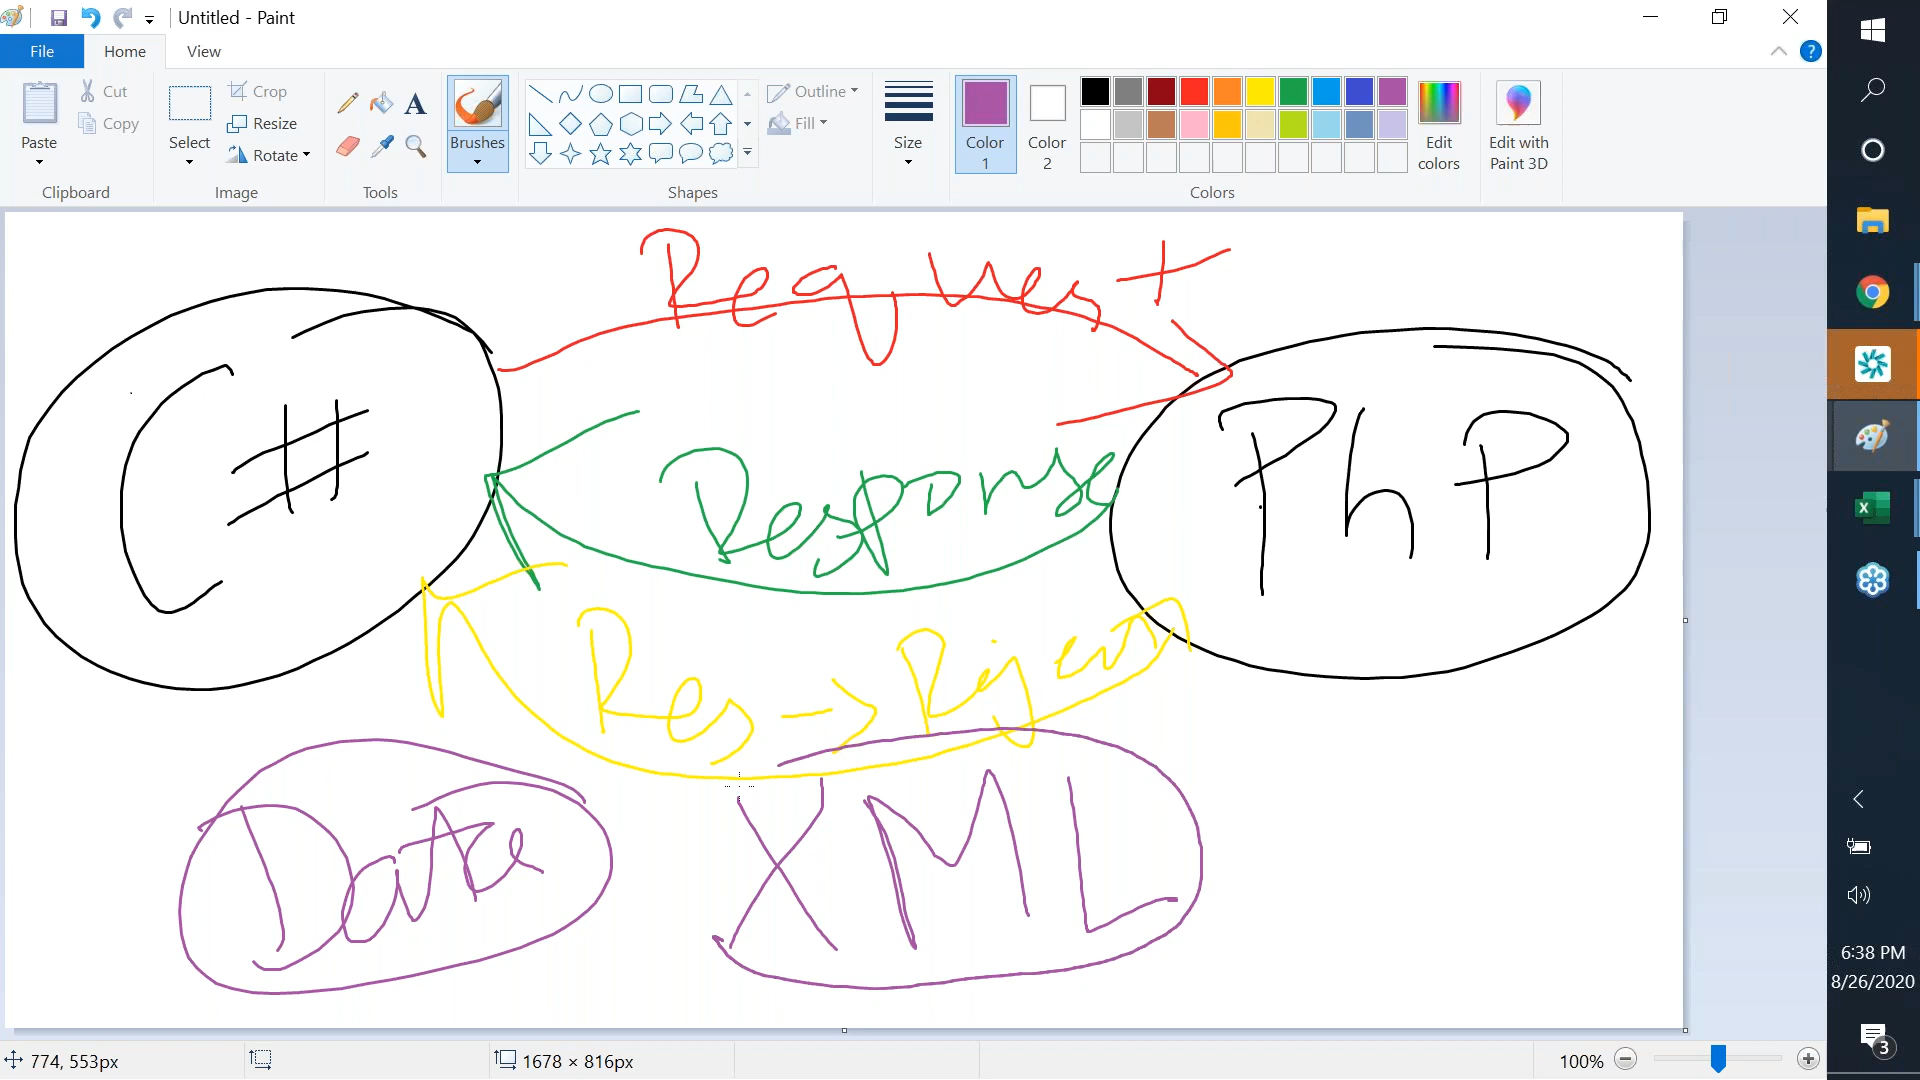 Untitled - Paint
File Home View
Cut
Copy
Paste
Clipboard
Crop
Resize
Rotate
Select
Image
Tools
Brushes
Outline
Fill
Shapes
Size
Color 1
Color 2
Edit colors
Colors
Edit with Paint 3D
Request
C#
PhP
Response
Res -> Riject
Data
XML
774, 553px
1678 × 816px
100%
6:38 PM
8/26/2020
3